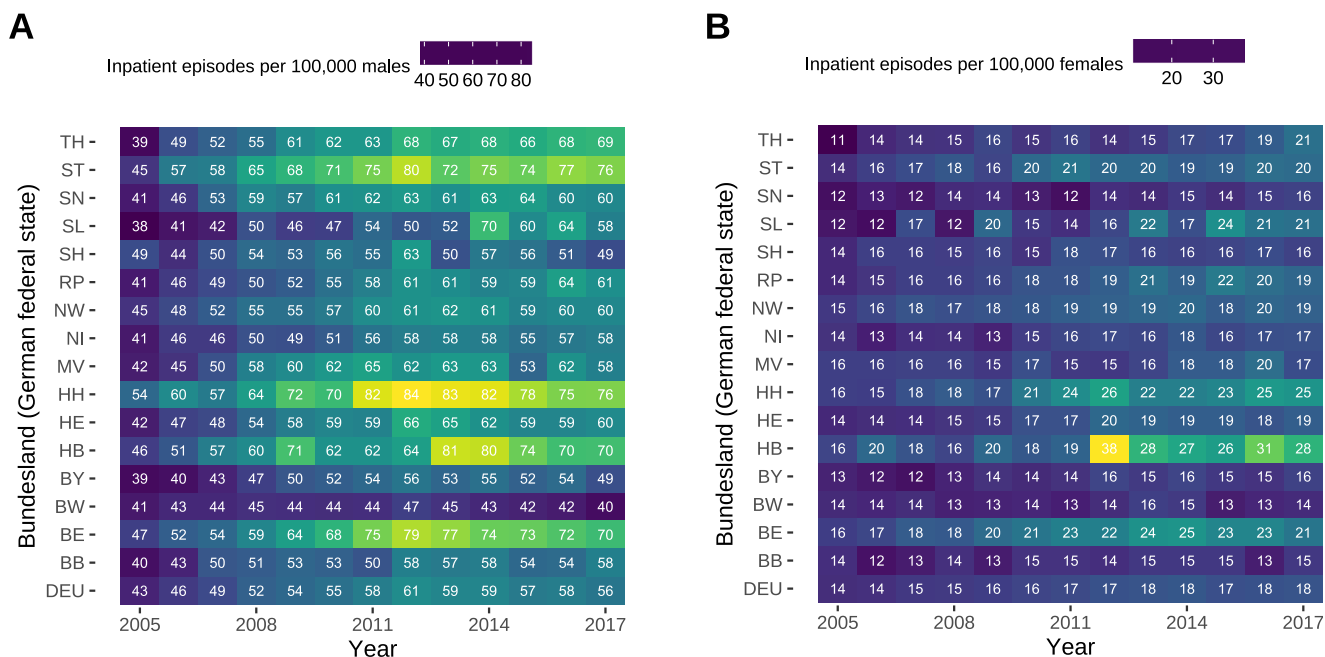 A
Inpatient episodes per 100,000 males
40 50 60 70 80
Bundesland (German federal state)
TH 39 49 52 55 61 62 63 68 67 68 66 68 69
ST 45 57 58 65 68 71 75 80 72 75 74 77 76
SN 41 46 53 59 57 61 62 63 61 63 64 60 60
SL 38 41 42 50 46 47 54 50 52 70 60 64 58
SH 49 44 50 54 53 56 55 63 50 57 56 51 49
RP 41 46 49 50 52 55 58 61 61 59 59 64 61
NW 45 48 52 55 55 57 60 61 62 61 59 60 58
NI 41 46 46 50 49 51 56 58 58 58 55 57 58
MV 42 45 50 58 60 62 65 62 63 63 53 62 58
HH 54 60 57 64 72 70 82 84 83 82 78 75 76
HE 42 47 48 54 58 59 59 66 65 62 59 59 60
HB 46 51 57 60 71 62 62 64 81 80 74 70 70
BY 39 40 43 47 50 52 54 56 53 55 52 54 49
BW 41 43 44 45 44 44 44 47 45 43 42 42 40
BE 47 52 54 59 64 68 75 79 77 74 73 72 70
BB 40 43 50 51 53 53 50 58 57 58 54 54 58
DEU 43 46 49 52 54 55 58 61 59 59 57 58 56
2005 2008 2011 2014 2017
Year
B
Inpatient episodes per 100,000 females
20 30
Bundesland (German federal state)
TH 11 14 14 15 16 15 16 14 15 17 17 19 21
ST 14 16 17 18 16 20 21 20 20 19 19 20 20
SN 12 13 12 14 14 13 12 14 14 15 14 15 16
SL 12 12 17 12 20 15 14 16 22 17 24 21 21
SH 14 15 14 16 16 15 18 17 16 16 17 16 16
RP 14 15 16 16 16 18 18 19 21 19 22 20 19
NW 15 16 18 17 18 18 18 19 19 20 18 20 19
NI 14 13 14 14 13 15 16 17 16 18 16 17 17
MV 16 16 16 16 15 17 15 15 16 18 18 20 17
HH 16 15 18 18 17 21 24 26 22 22 23 25 25
HE 14 14 14 15 15 17 17 20 19 19 19 18 19
HB 16 20 18 16 20 18 19 38 28 27 26 31 28
BY 13 12 12 13 14 14 14 16 15 16 15 16 15
BW 14 14 14 13 13 14 13 14 16 15 13 13 14
BE 16 17 18 18 20 21 23 22 24 25 23 23 21
BB 14 12 13 14 13 15 15 14 15 15 15 13 15
DEU 14 14 15 15 16 16 17 17 18 18 17 18 18
2005 2008 2011 2014 2017
Year